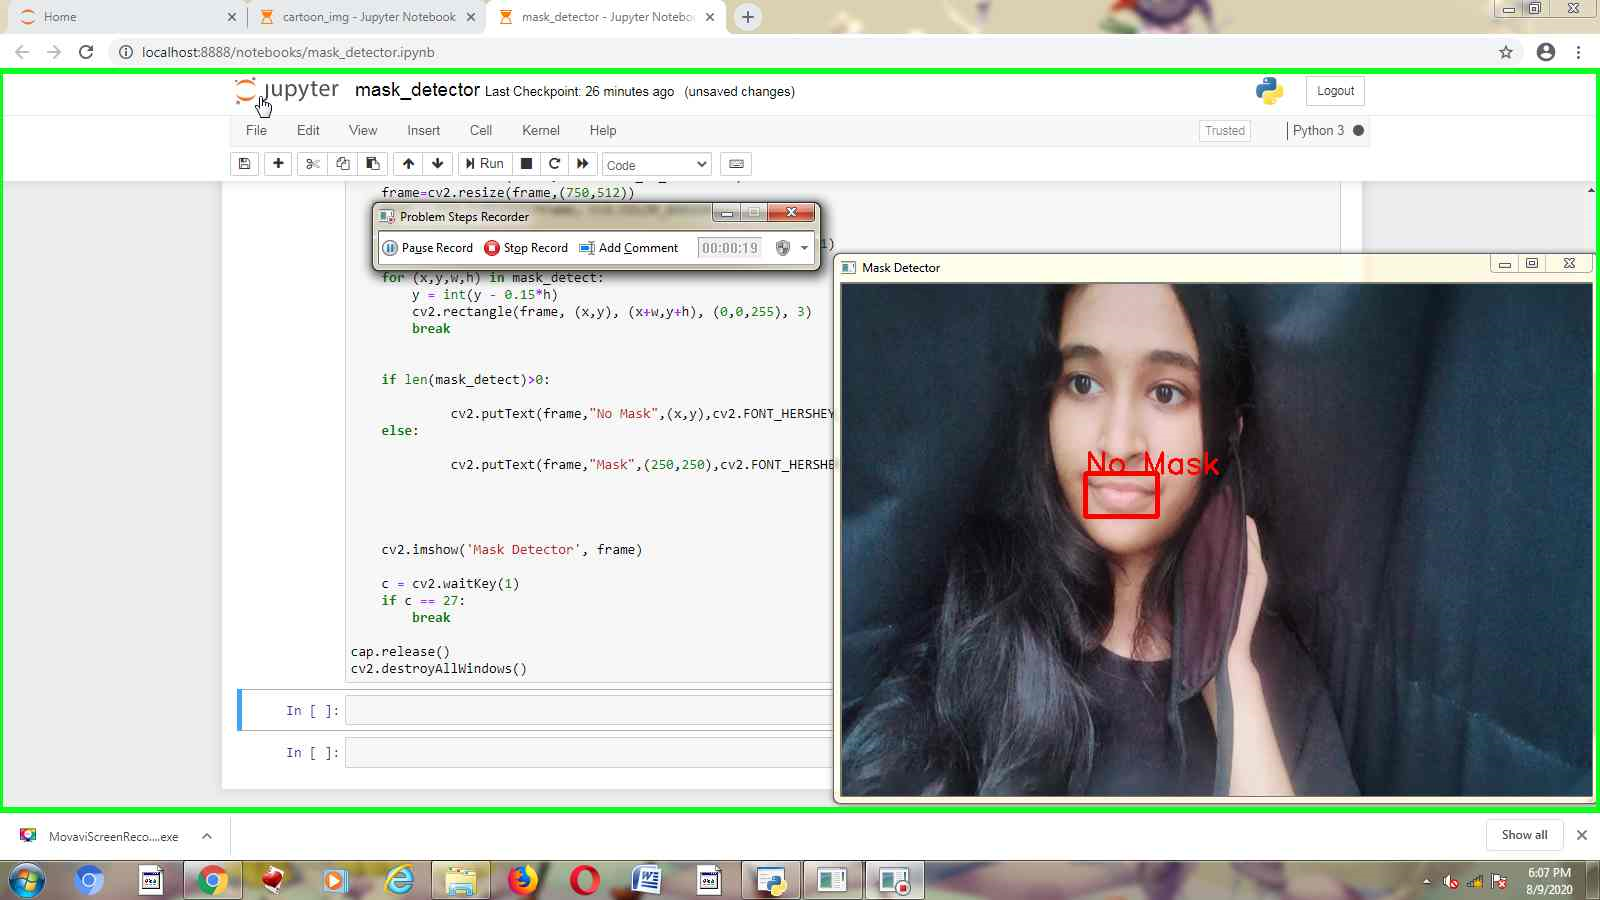 Home
cartoon_img - Jupyter Notebook
mask_detector - Jupyter Notebo
localhost:8888/notebooks/mask_detector.ipynb
jupyter mask_detector Last Checkpoint: 26 minutes ago (unsaved changes)
Logout
File Edit View Insert Cell Kernel Help
Trusted
Python 3
Run
Code
frame=cv2.resize(frame,(750,512))
Problem Steps Recorder
Pause Record Stop Record Add Comment 00:00:19
1)
for (x,y,w,h) in mask_detect:
y = int(y - 0.15*h)
cv2.rectangle(frame, (x,y), (x+w,y+h), (0,0,255), 3)
break
if len(mask_detect)>0:
cv2.putText(frame,"No Mask",(x,y),cv2.FONT_HERSHEY
else:
cv2.putText(frame,"Mask",(250,250),cv2.FONT_HERSHE
cv2.imshow('Mask Detector', frame)
c = cv2.waitKey(1)
if c == 27:
break
cap.release()
cv2.destroyAllWindows()
In [ ]:
In [ ]:
Mask Detector
No Mask
MovaviScreenReco....exe
Show all
6:07 PM
8/9/2020